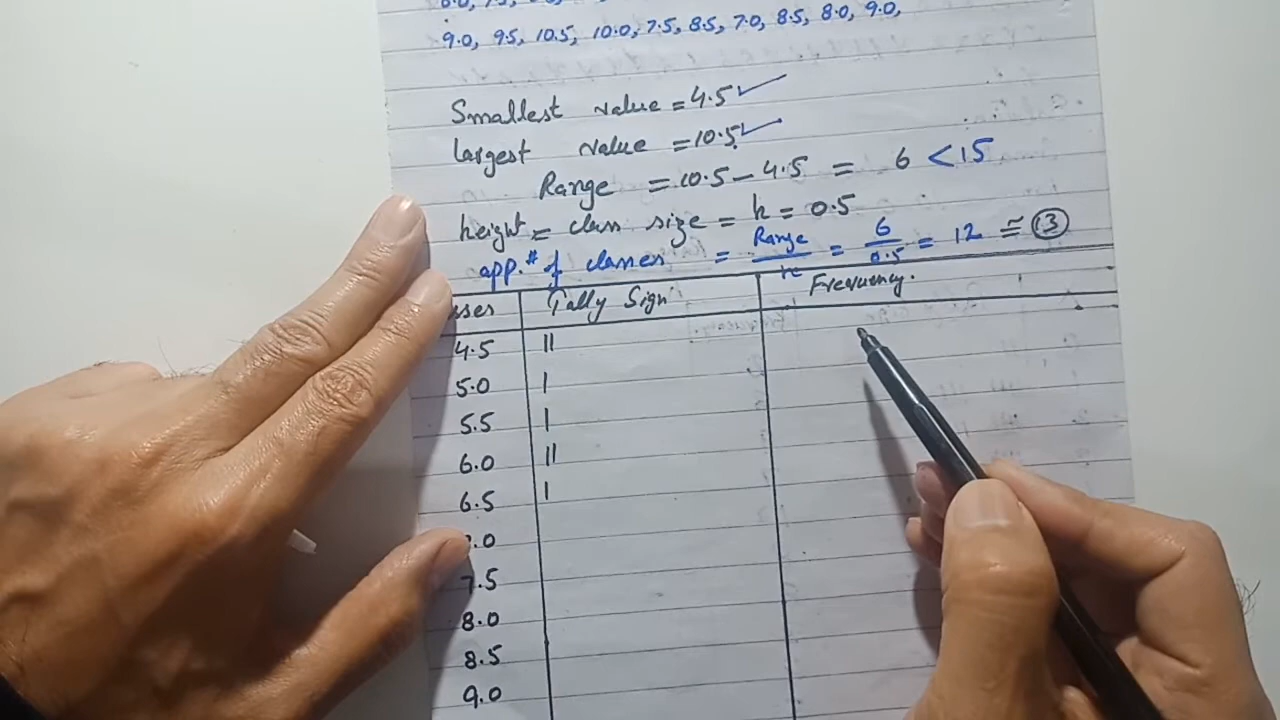 9.0, 9.5, 10.5, 10.0, 7.5, 8.5, 7.0, 8.5, 8.0, 9.0,
Smallest value = 4.5 ✓
largest value = 10.5 ✓
Range = 10.5 - 4.5 = 6 < 15
height = class size = h = 0.5
app. # of classes = Range/h = 6/0.5 = 12 ≅ 13
Tally Sign Frequency.
4.5 ||
5.0 |
5.5 |
6.0 ||
6.5 |
7.5
8.0
8.5
9.0